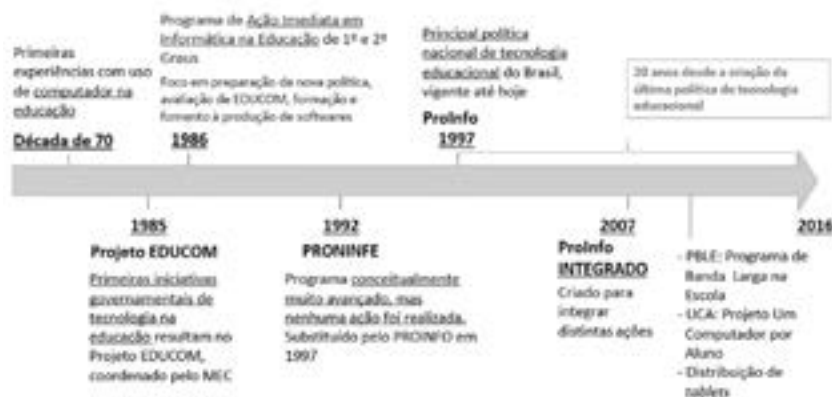 Primeiras
experiências com uso
de computador na
educação
Década de 70
Programa de Ação Imediata em
Informática na Educação de 1º e 2º
Graus
Foco em preparação da nova política,
avaliação de EDUCOM, formação e
fomento à produção de softwares
1986
Principal política
nacional de tecnologia
educacional do Brasil,
vigente até hoje
ProInfo
1997
20 anos desde a criação da
última política de tecnologia
educacional
1985
Projeto EDUCOM
Primeiras iniciativas
governamentais de
tecnologia na
educação resultam no
Projeto EDUCOM,
coordenado pelo MEC
1992
PRONINFE
Programa conceitualmente
muito avançado, mas
nenhuma ação foi realizada.
Substituído pelo PROINFO em
1997
2007
ProInfo
INTEGRADO
Criado para
integrar
distintas ações
2016
- PBLE: Programa de
Banda Larga na
Escola
- UCA: Projeto Um
Computador por
Aluno
- Distribuição de
tablets